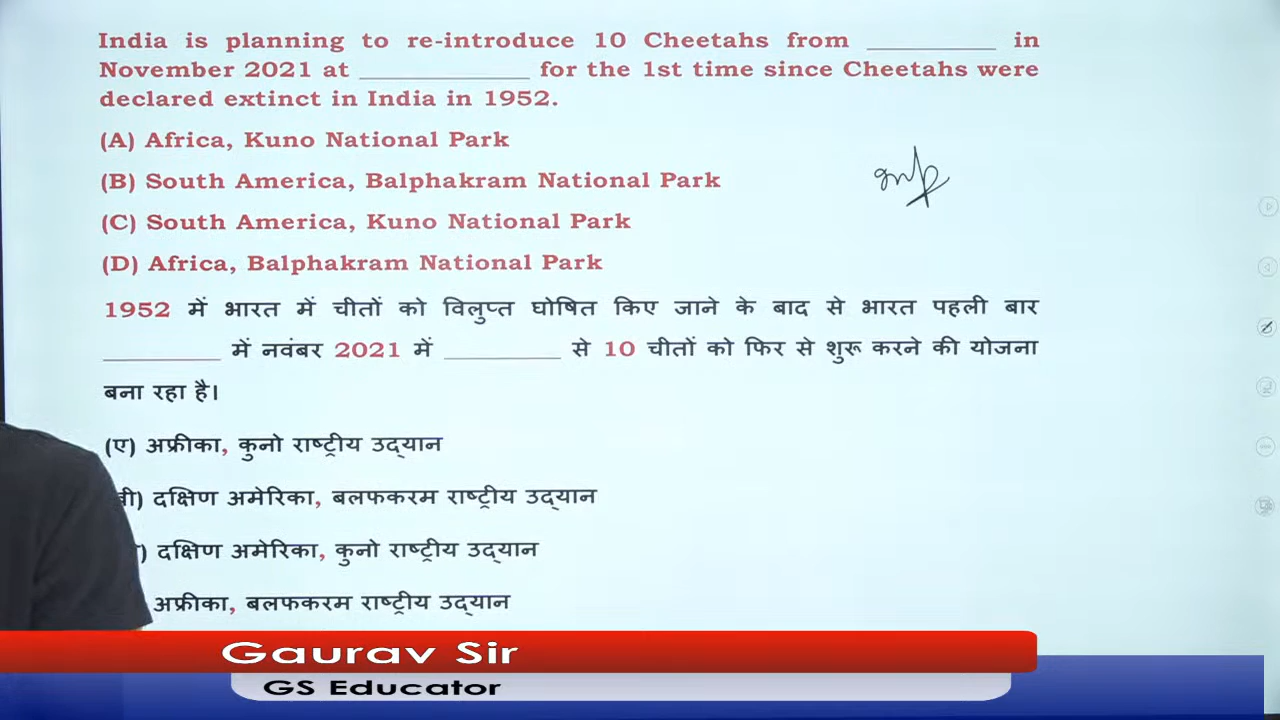 India is planning to re-introduce 10 Cheetahs from __________ in
November 2021 at _____________ for the 1st time since Cheetahs were
declared extinct in India in 1952.
(A) Africa, Kuno National Park
(B) South America, Balphakram National Park
(C) South America, Kuno National Park
(D) Africa, Balphakram National Park
1952 में भारत में चीतों को विलुप्त घोषित किए जाने के बाद से भारत पहली बार
_________ में नवंबर 2021 में _________ से 10 चीतों को फिर से शुरू करने की योजना
बना रहा है।
(ए) अफ्रीका, कुनो राष्ट्रीय उद्यान
बी) दक्षिण अमेरिका, बलफकरम राष्ट्रीय उद्यान
) दक्षिण अमेरिका, कुनो राष्ट्रीय उद्यान
अफ्रीका, बलफकरम राष्ट्रीय उद्यान
Gaurav Sir
GS Educator